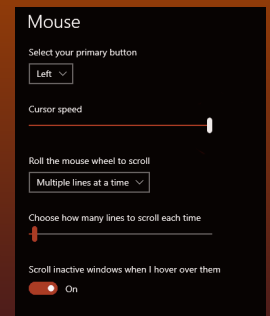 Mouse
Select your primary button
Left
Cursor speed
Roll the mouse wheel to scroll
Multiple lines at a time
Choose how many lines to scroll each time
Scroll inactive windows when I hover over them
On